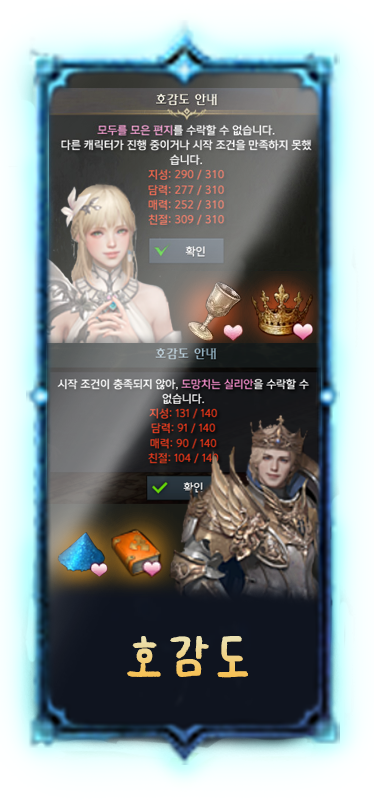 호감도 안내
모두를 모은 편지를 수락할 수 없습니다.
다른 캐릭터가 진행 중이거나 시작 조건을 만족하지 못했
습니다.
지성: 290 / 310
담력: 277 / 310
매력: 252 / 310
친절: 309 / 310
확인
호감도 안내
시작 조건이 충족되지 않아, 도망치는 실리안을 수락할 수
없습니다.
지성: 131 / 140
담력: 91 / 140
매력: 90 / 140
친절: 104 / 140
확인
호감도